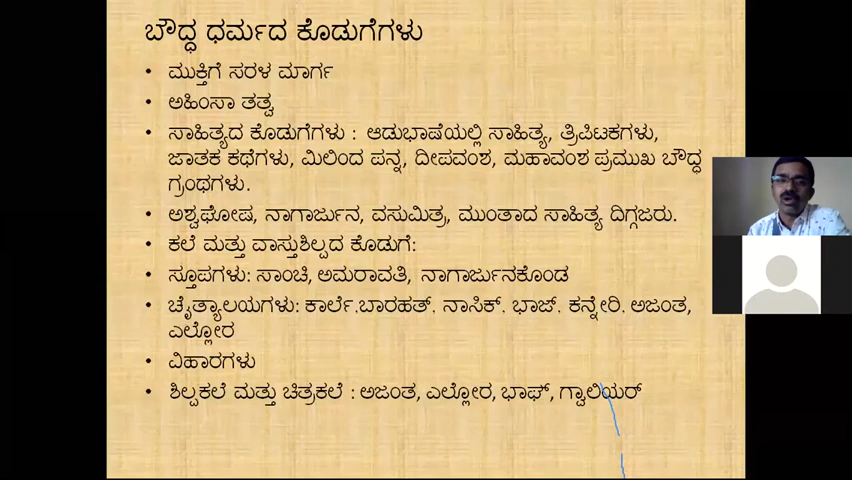 ಬೌದ್ಧ ಧರ್ಮದ ಕೊಡುಗೆಗಳು
• ಮುಕ್ತಿಗೆ ಸರಳ ಮಾರ್ಗ
• ಅಹಿಂಸಾ ತತ್ವ
• ಸಾಹಿತ್ಯದ ಕೊಡುಗೆಗಳು : ಆಡುಭಾಷೆಯಲ್ಲಿ ಸಾಹಿತ್ಯ, ತ್ರಿಪಿಟಕಗಳು,
ಜಾತಕ ಕಥೆಗಳು, ಮಿಲಿಂದ ಪನ್ನ, ದೀಪವಂಶ, ಮಹಾವಂಶ ಪ್ರಮುಖ ಬೌದ್ಧ
ಗ್ರಂಥಗಳು.
• ಅಶ್ವಘೋಷ, ನಾಗಾರ್ಜುನ, ವಸುಮಿತ್ರ, ಮುಂತಾದ ಸಾಹಿತ್ಯ ದಿಗ್ಗಜರು.
• ಕಲೆ ಮತ್ತು ವಾಸ್ತುಶಿಲ್ಪದ ಕೊಡುಗೆ:
• ಸ್ತೂಪಗಳು: ಸಾಂಚಿ, ಅಮರಾವತಿ, ನಾಗಾರ್ಜುನಕೊಂಡ
• ಚೈತ್ಯಾಲಯಗಳು: ಕಾರ್ಲೆ.ಬಾರಹತ್. ನಾಸಿಕ್. ಭಾಜ್. ಕನ್ನೇರಿ. ಅಜಂತ,
ಎಲ್ಲೋರ
• ವಿಹಾರಗಳು
• ಶಿಲ್ಪಕಲೆ ಮತ್ತು ಚಿತ್ರಕಲೆ : ಅಜಂತ, ಎಲ್ಲೋರ, ಭಾಘ್, ಗ್ವಾಲಿಯರ್